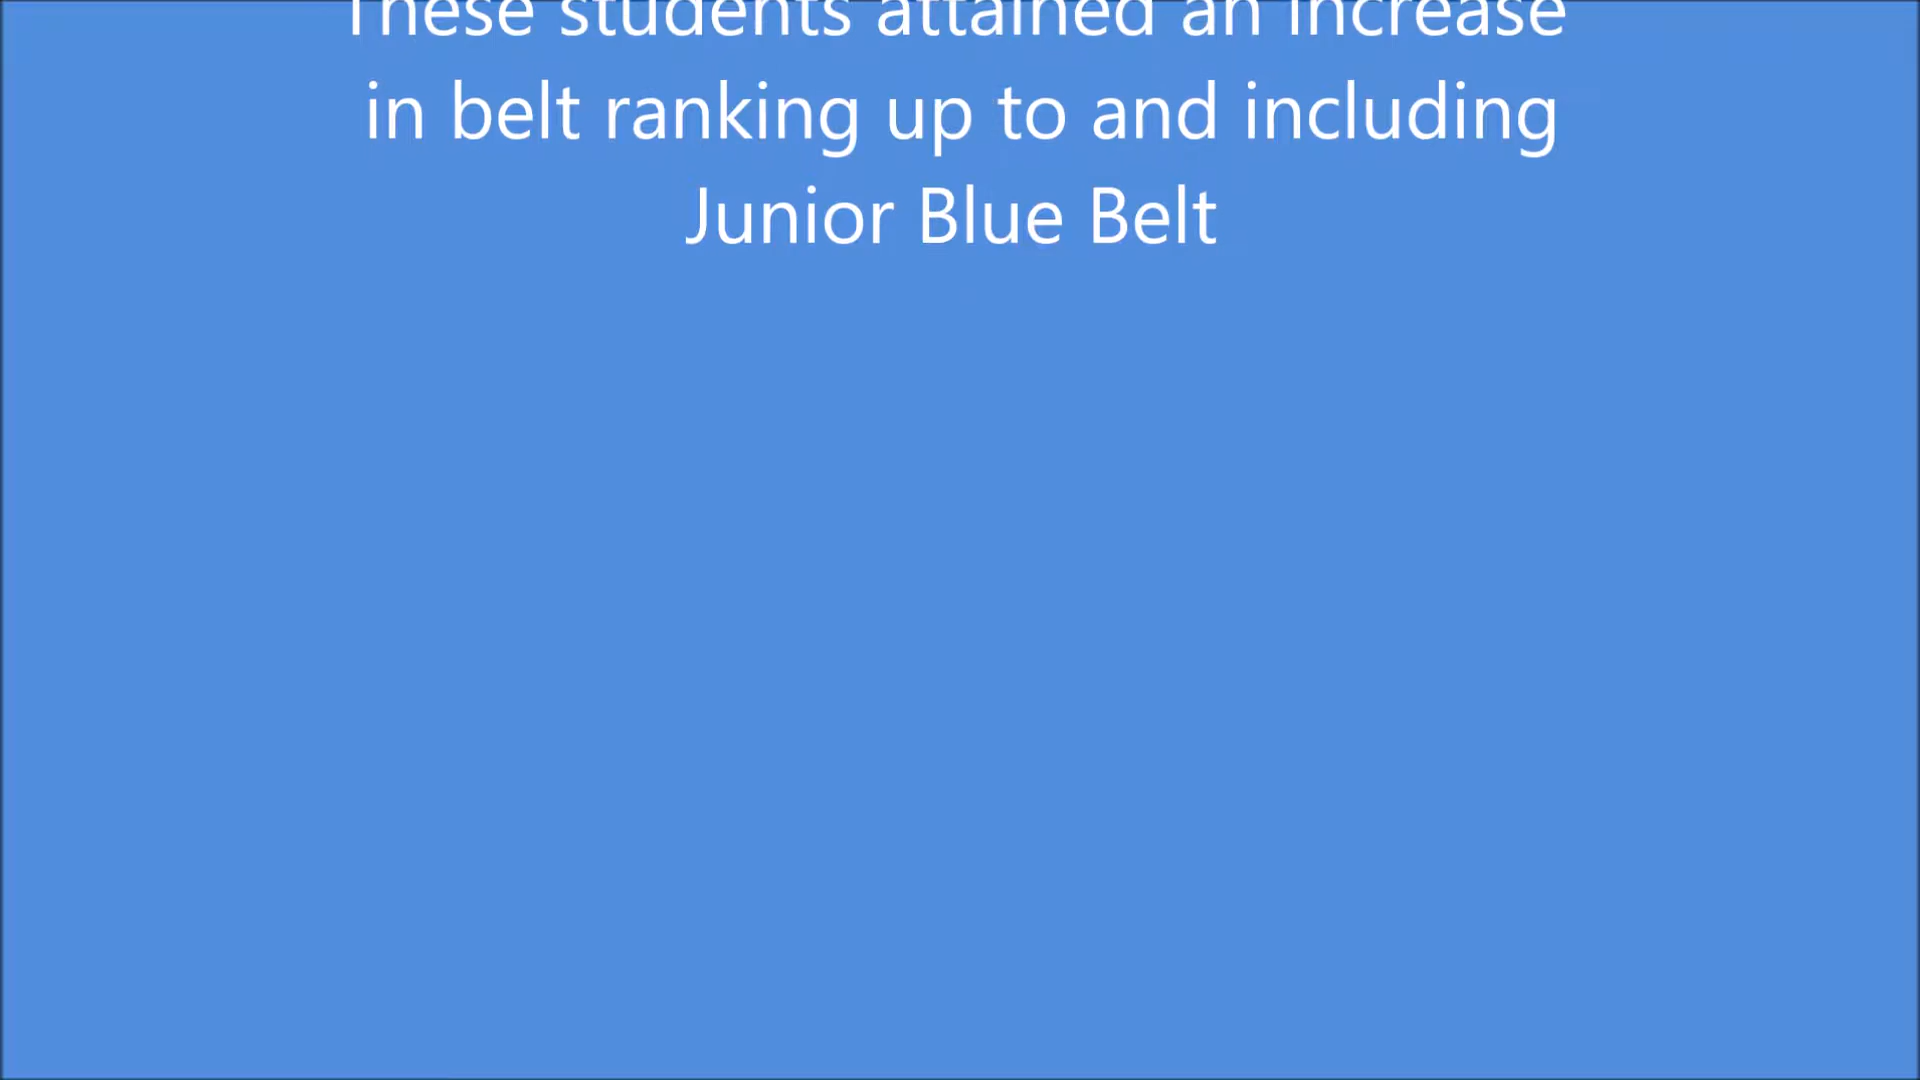 These students attained an increase
in belt ranking up to and including
Junior Blue Belt